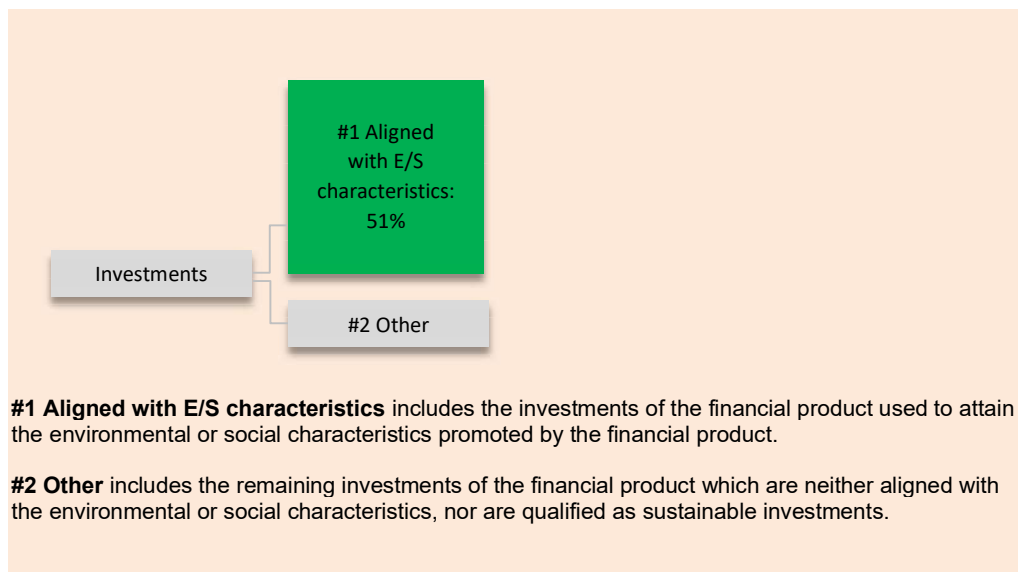 #1 Aligned
with E/S
characteristics:
51%
Investments
#2 Other
#1 Aligned with E/S characteristics includes the investments of the financial product used to attain
the environmental or social characteristics promoted by the financial product.
#2 Other includes the remaining investments of the financial product which are neither aligned with
the environmental or social characteristics, nor are qualified as sustainable investments.